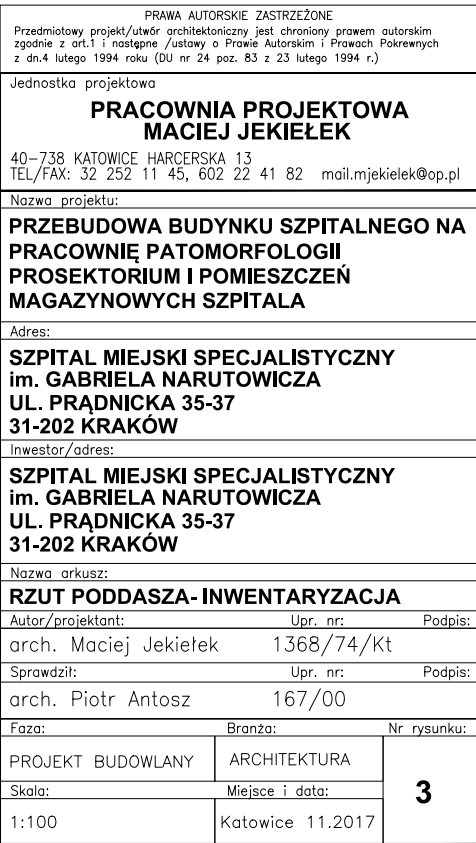 PRAWA AUTORSKIE ZASTRZEŻONE
Przedmiotowy projekt/utwór architektoniczny jest chroniony prawem autorskim
zgodnie z art.1 i następne /ustawy o Prawie Autorskim i Prawach Pokrewnych
z dn.4 lutego 1994 roku (DU nr 24 poz. 83 z 23 lutego 1994 r.)
Jednostka projektowa
PRACOWNIA PROJEKTOWA
MACIEJ JEKIEŁEK
40-738 KATOWICE HARCERSKA 13
TEL/FAX: 32 252 11 45, 602 22 41 82 mail.mjekielek@op.pl
Nazwa projektu:
PRZEBUDOWA BUDYNKU SZPITALNEGO NA
PRACOWNIĘ PATOMORFOLOGII
PROSEKTORIUM I POMIESZCZEŃ
MAGAZYNOWYCH SZPITALA
Adres:
SZPITAL MIEJSKI SPECJALISTYCZNY
im. GABRIELA NARUTOWICZA
UL. PRĄDNICKA 35-37
31-202 KRAKÓW
Inwestor/adres:
SZPITAL MIEJSKI SPECJALISTYCZNY
im. GABRIELA NARUTOWICZA
UL. PRĄDNICKA 35-37
31-202 KRAKÓW
Nazwa arkusz:
RZUT PODDASZA- INWENTARYZACJA
Autor/projektant: Upr. nr: Podpis:
arch. Maciej Jekiełek 1368/74/Kt
Sprawdził: Upr. nr: Podpis:
arch. Piotr Antosz 167/00
Faza: Branża: Nr rysunku:
PROJEKT BUDOWLANY ARCHITEKTURA
Skala: Miejsce i data: 3
1:100 Katowice 11.2017